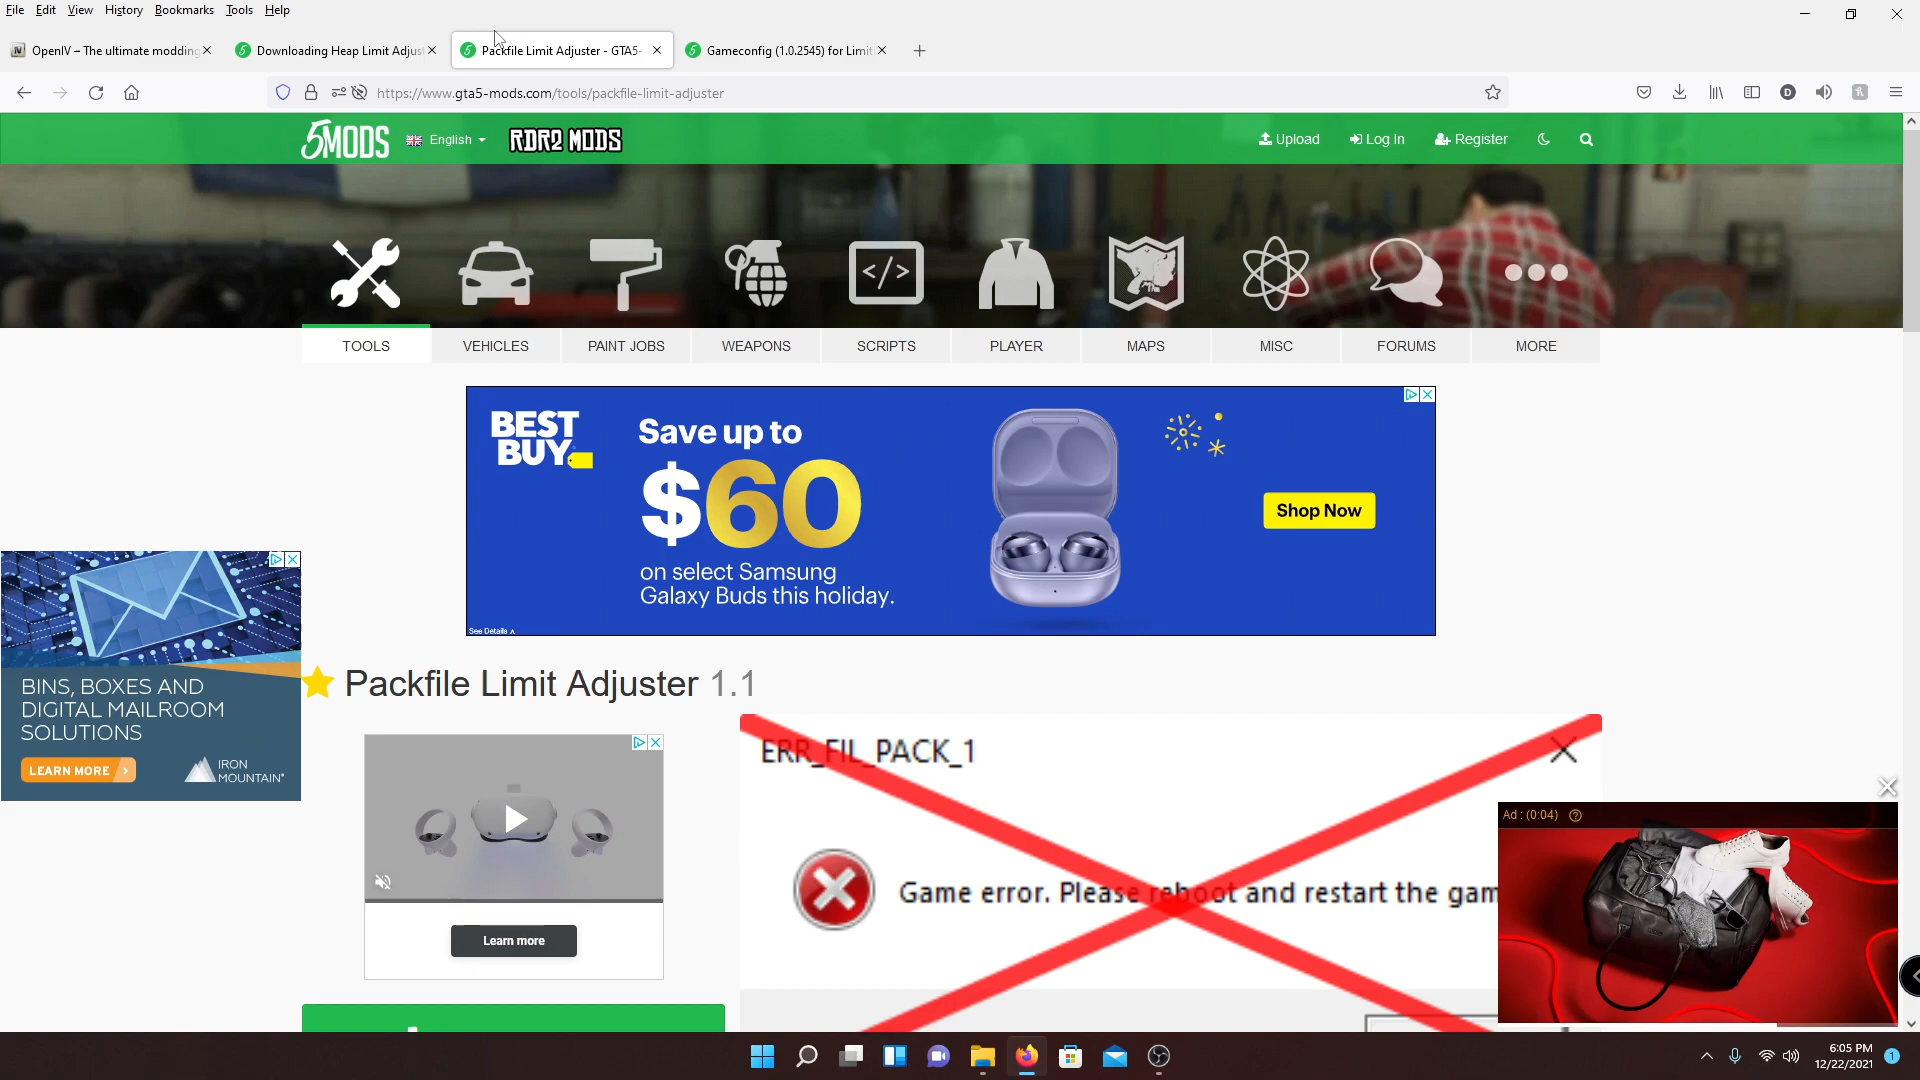 File Edit View History Bookmarks Tools Help
OpenIV – The ultimate modding
Downloading Heap Limit Adjus
Packfile Limit Adjuster - GTA5-
Gameconfig (1.0.2545) for Limit
https://www.gta5-mods.com/tools/packfile-limit-adjuster
5MODS
English
RDR2 MODS
Upload
Log In
Register
TOOLS
VEHICLES
PAINT JOBS
WEAPONS
SCRIPTS
PLAYER
MAPS
MISC
FORUMS
MORE
BEST
BUY
Save up to
$60
on select Samsung
Galaxy Buds this holiday.
Shop Now
See Details
BINS, BOXES AND
DIGITAL MAILROOM
SOLUTIONS
LEARN MORE
IRON
MOUNTAIN®
Packfile Limit Adjuster 1.1
ERR_FIL_PACK_1
Game error. Please reboot and restart the gam
Learn more
Ad : (0:04)
6:05 PM
12/22/2021
1